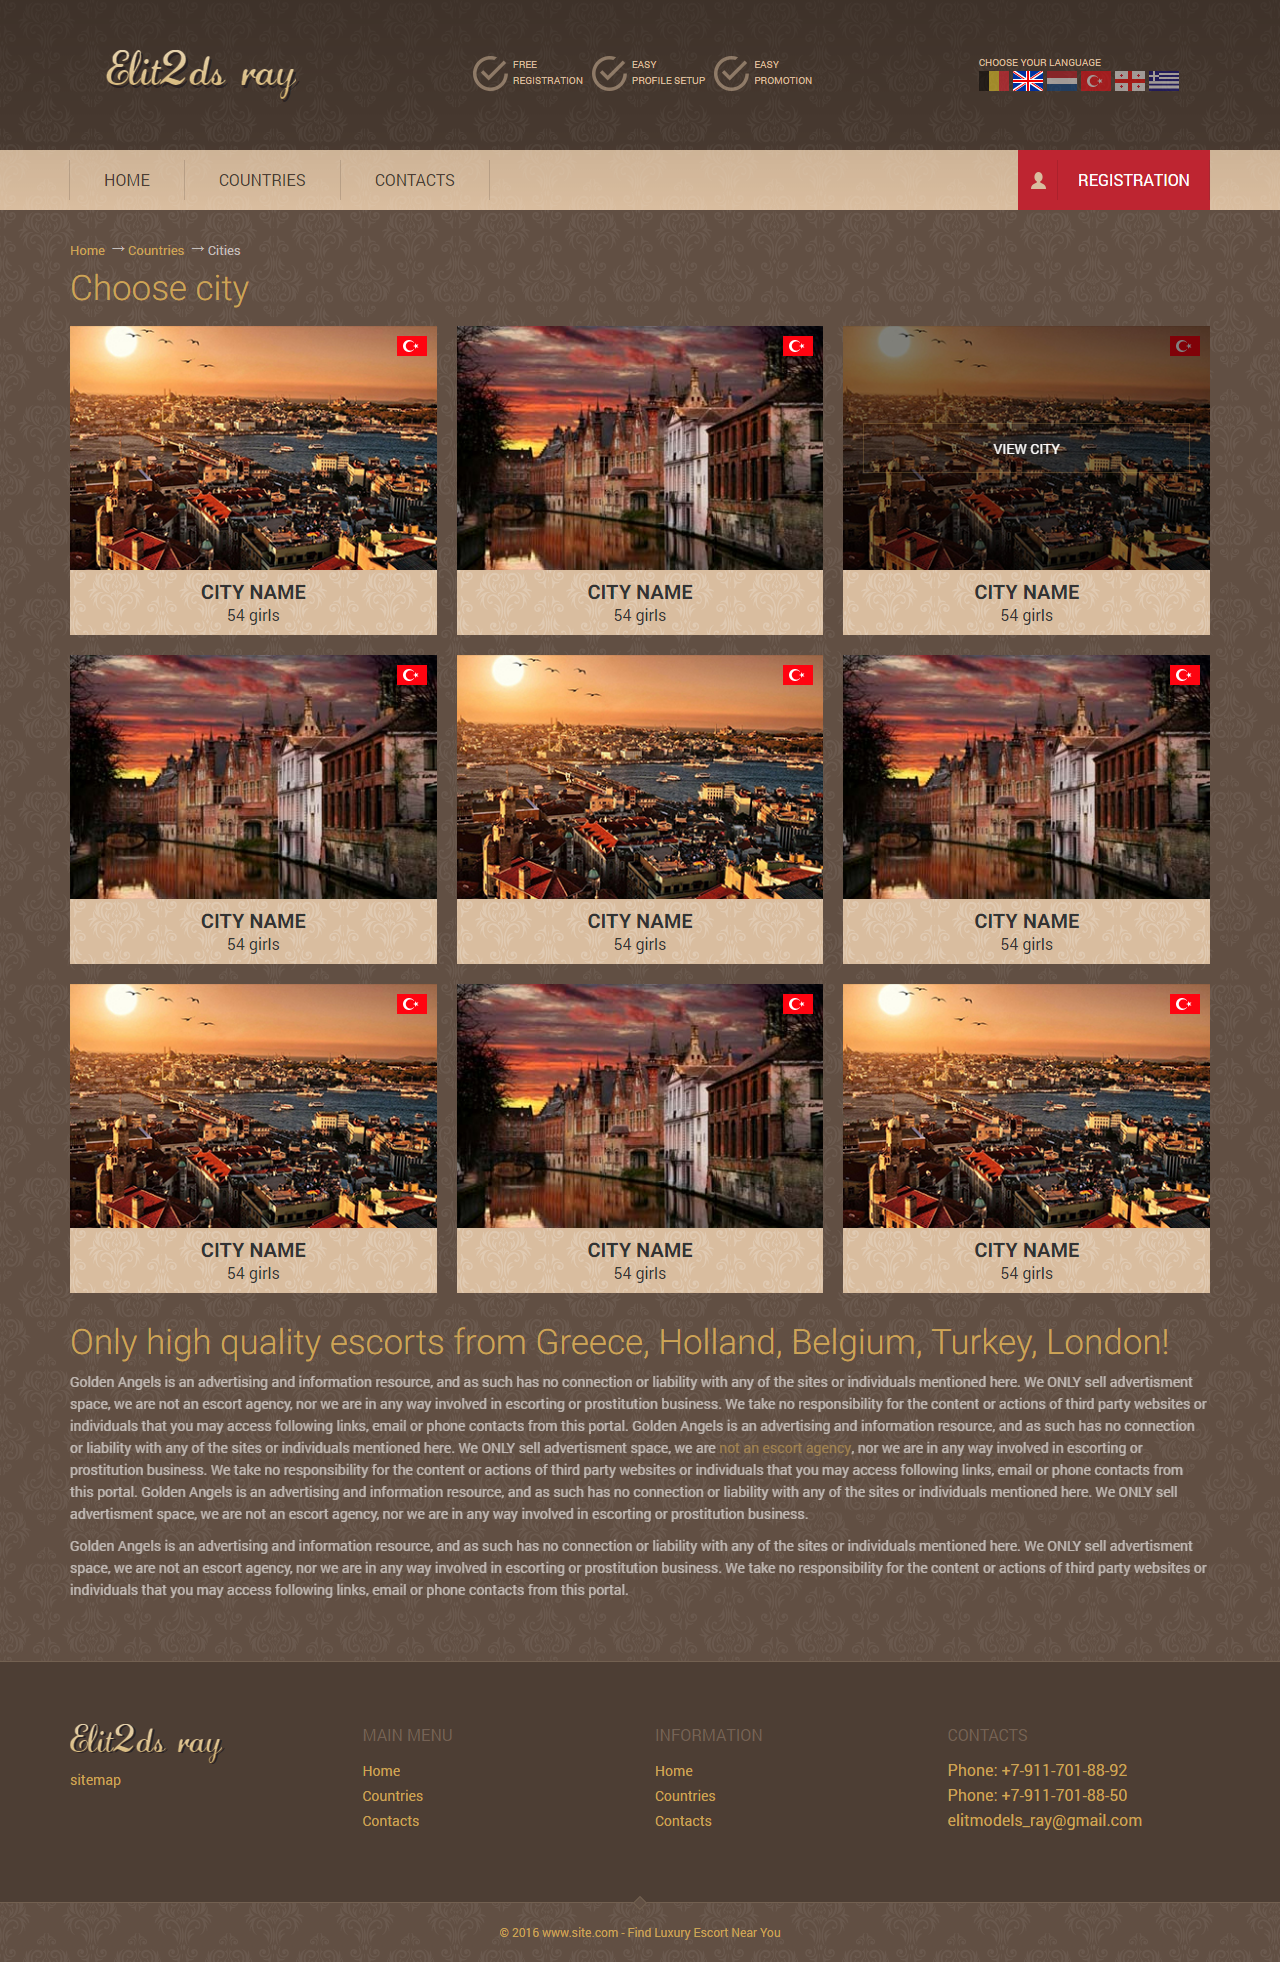 Elit2ds ray
FREE
REGISTRATION
EASY
PROFILE SETUP
EASY
PROMOTION
CHOOSE YOUR LANGUAGE
HOME
COUNTRIES
CONTACTS
REGISTRATION
Home → Countries → Cities
Choose city
VIEW CITY
CITY NAME
54 girls
CITY NAME
54 girls
CITY NAME
54 girls
CITY NAME
54 girls
CITY NAME
54 girls
CITY NAME
54 girls
CITY NAME
54 girls
CITY NAME
54 girls
CITY NAME
54 girls
Only high quality escorts from Greece, Holland, Belgium, Turkey, London!
Golden Angels is an advertising and information resource, and as such has no connection or liability with any of the sites or individuals mentioned here. We ONLY sell advertisment
space, we are not an escort agency, nor we are in any way involved in escorting or prostitution business. We take no responsibility for the content or actions of third party websites or
individuals that you may access following links, email or phone contacts from this portal. Golden Angels is an advertising and information resource, and as such has no connection
or liability with any of the sites or individuals mentioned here. We ONLY sell advertisment space, we are not an escort agency, nor we are in any way involved in escorting or
prostitution business. We take no responsibility for the content or actions of third party websites or individuals that you may access following links, email or phone contacts from
this portal. Golden Angels is an advertising and information resource, and as such has no connection or liability with any of the sites or individuals mentioned here. We ONLY sell
advertisment space, we are not an escort agency, nor we are in any way involved in escorting or prostitution business.
Golden Angels is an advertising and information resource, and as such has no connection or liability with any of the sites or individuals mentioned here. We ONLY sell advertisment
space, we are not an escort agency, nor we are in any way involved in escorting or prostitution business. We take no responsibility for the content or actions of third party websites or
individuals that you may access following links, email or phone contacts from this portal.
Elit2ds ray
sitemap
MAIN MENU
Home
Countries
Contacts
INFORMATION
Home
Countries
Contacts
CONTACTS
Phone: +7-911-701-88-92
Phone: +7-911-701-88-50
elitmodels_ray@gmail.com
© 2016 www.site.com - Find Luxury Escort Near You